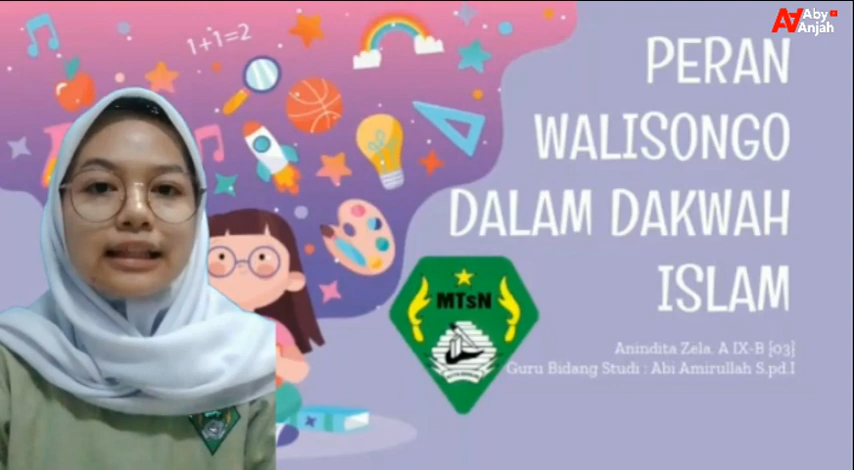 Aby
Anjah
1+1=2
PERAN
WALISONGO
DALAM DAKWAH
ISLAM
MTsN
Anindita Zela. A IX-B [03]
Guru Bidang Studi : Abi Amirullah S.pd.I